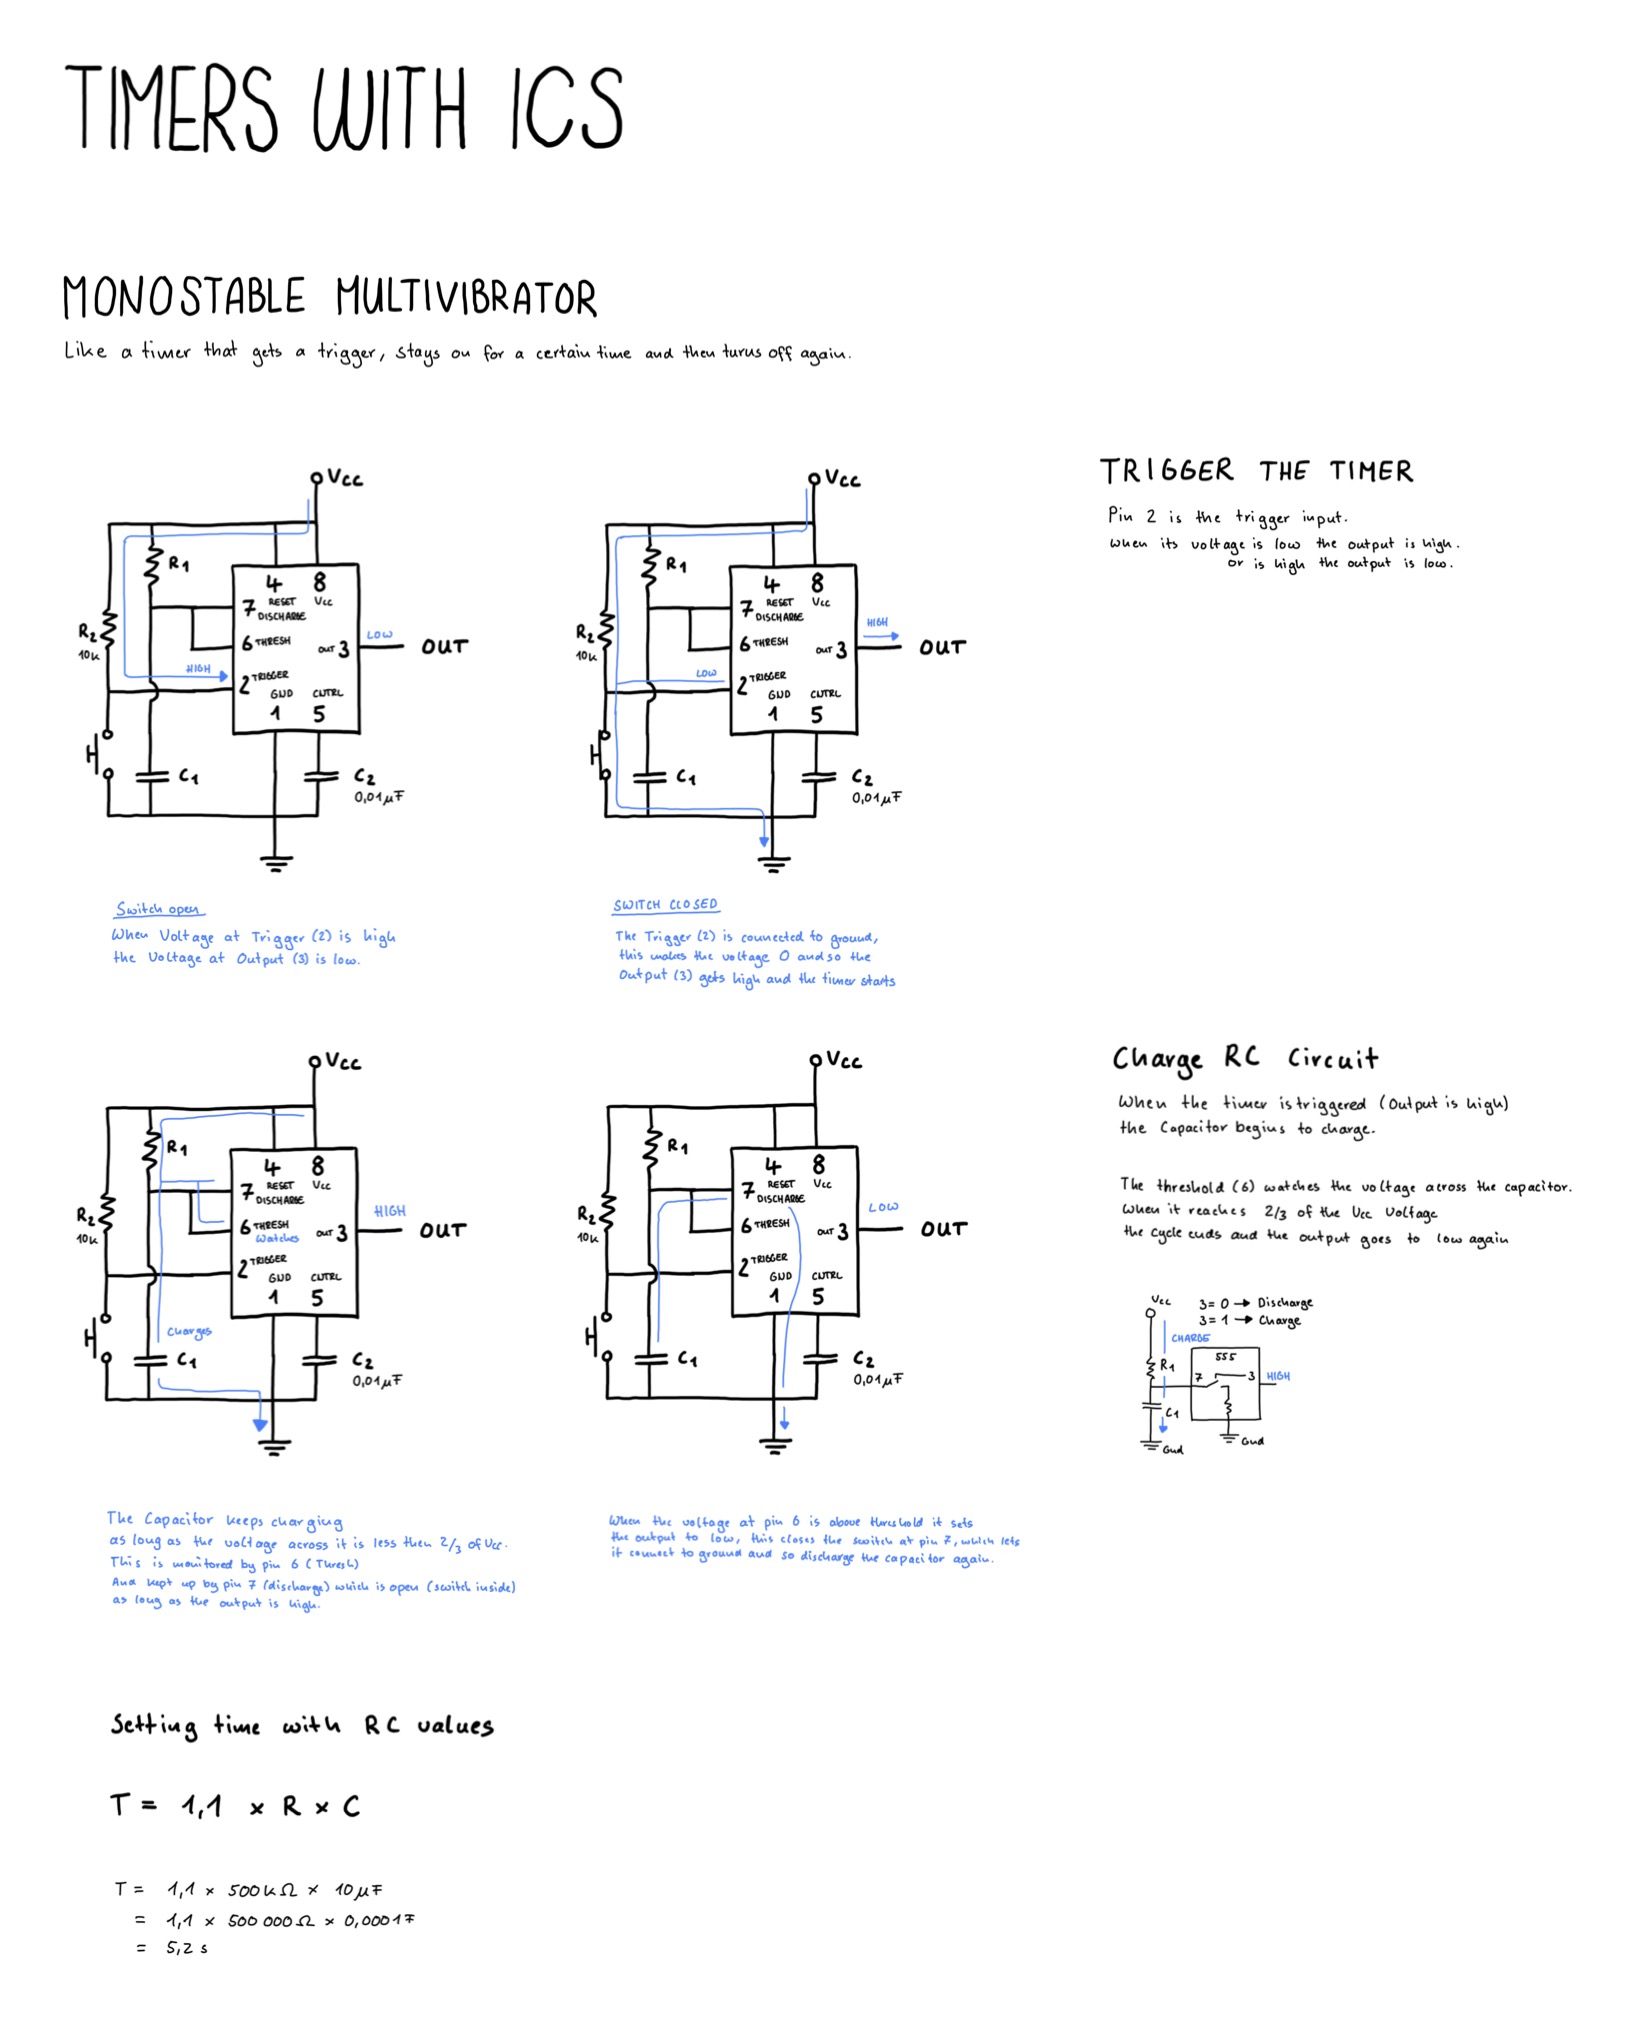 TIMERS WITH ICS
MONOSTABLE MULTIVIBRATOR
Like a timer that gets a trigger, stays on for a certain time and then turns off again.
Vcc
R1
R2
10k
4
RESET
8
Vcc
7
DISCHARGE
6 THRESH
OUT 3
LOW
OUT
HIGH
2 TRIGGER
GND
CNTRL
1
5
C1
C2
0,01µF
Switch open
When Voltage at Trigger (2) is high
the Voltage at Output (3) is low.
Vcc
R1
R2
10k
4
RESET
8
Vcc
7
DISCHARGE
6 THRESH
OUT 3
HIGH
OUT
LOW
2 TRIGGER
GND
CNTRL
1
5
C1
C2
0,01µF
SWITCH CLOSED
The Trigger (2) is connected to ground,
this makes the voltage 0 and so the
Output (3) gets high and the timer starts
TRIGGER THE TIMER
Pin 2 is the trigger input.
When its voltage is low the output is high.
or is high the output is low.
Vcc
R1
R2
10k
4
RESET
8
Vcc
7
DISCHARGE
6 THRESH
Watches
OUT 3
HIGH
OUT
2 TRIGGER
GND
CNTRL
1
5
Charges
C1
C2
0,01µF
The Capacitor keeps charging
as long as the voltage across it is less then 2/3 of Vcc.
This is monitored by pin 6 (Thresh)
And kept up by pin 7 (discharge) which is open (switch inside)
as long as the output is high.
Vcc
R1
R2
10k
4
RESET
8
Vcc
7
DISCHARGE
6 THRESH
OUT 3
LOW
OUT
2 TRIGGER
GND
CNTRL
1
5
C1
C2
0,01µF
When the voltage at pin 6 is above threshold it sets
the output to low, this closes the switch at pin 7, which lets
it connect to ground and so discharge the capacitor again.
Charge RC Circuit
When the timer is triggered (Output is high)
the Capacitor begins to charge.
The threshold (6) watches the voltage across the capacitor.
When it reaches 2/3 of the Vcc Voltage
the cycle ends and the output goes to low again
Vcc
3 = 0 → Discharge
3 = 1 → Charge
CHARGE
R1
555
7
3
HIGH
C1
Gnd
Gnd
Setting time with RC values
T = 1,1 × R × C
T = 1,1 × 500kΩ × 10µF
= 1,1 × 500 000Ω × 0,0001F
= 5,2 s